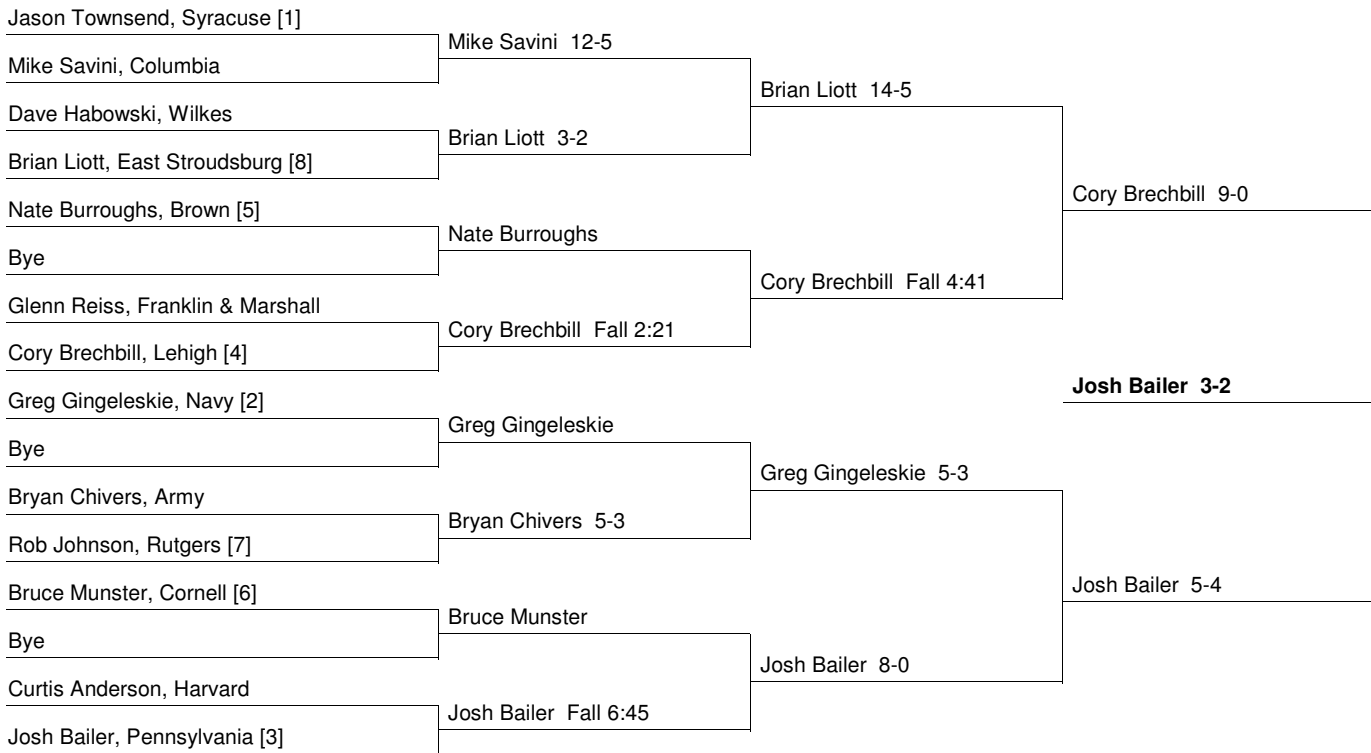 Jason Townsend, Syracuse [1]
Mike Savini 12-5
Mike Savini, Columbia
Brian Liott 14-5
Dave Habowski, Wilkes
Brian Liott 3-2
Brian Liott, East Stroudsburg [8]
Cory Brechbill 9-0
Nate Burroughs, Brown [5]
Nate Burroughs
Bye
Cory Brechbill Fall 4:41
Glenn Reiss, Franklin & Marshall
Cory Brechbill Fall 2:21
Cory Brechbill, Lehigh [4]
Josh Bailer 3-2
Greg Gingeleskie, Navy [2]
Greg Gingeleskie
Bye
Greg Gingeleskie 5-3
Bryan Chivers, Army
Bryan Chivers 5-3
Rob Johnson, Rutgers [7]
Josh Bailer 5-4
Bruce Munster, Cornell [6]
Bruce Munster
Bye
Josh Bailer 8-0
Curtis Anderson, Harvard
Josh Bailer Fall 6:45
Josh Bailer, Pennsylvania [3]